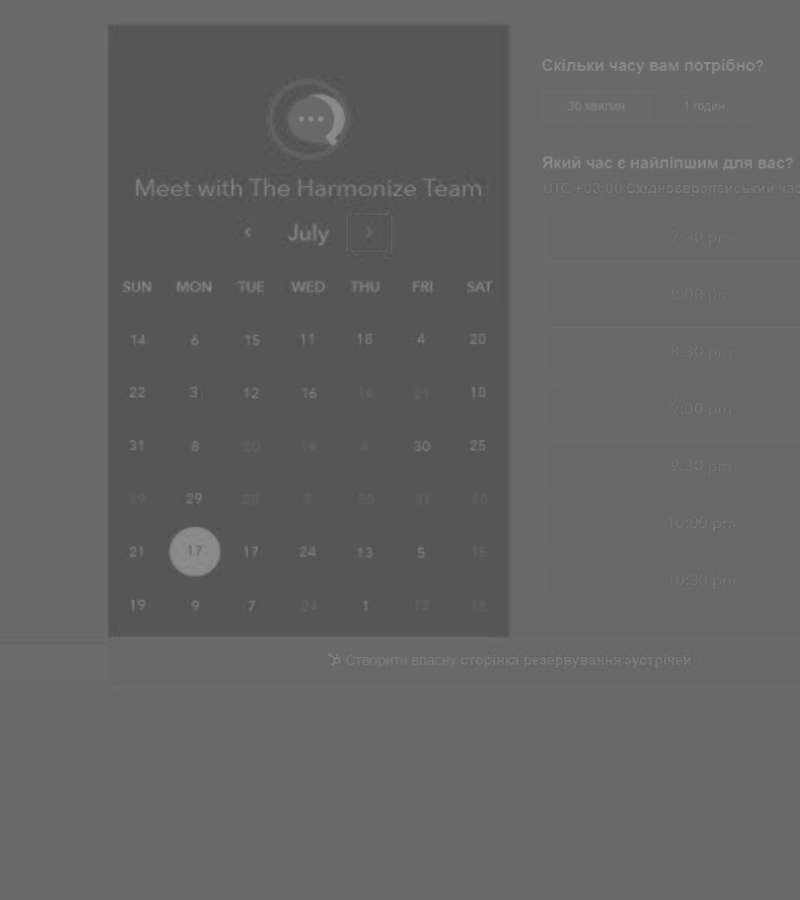 Meet with The Harmonize Team
July
SUN MON TUE WED THU FRI SAT
14 6 15 11 18 4 20
22 3 12 16 16 21 10
31 8 20 14 4 30 25
19 29 28 8 30 31 10
21 17 17 24 13 5 15
19 9 7 24 1 12 18
Скільки часу вам потрібно?
30 хвилин 1 годин
Який час є найліпшим для вас?
UTC +03:00 Східноєвропейський час
7:30 pm
8:00 pm
8:30 pm
9:00 pm
9:30 pm
10:00 pm
10:30 pm
Створити власну сторінка резервування зустрічей